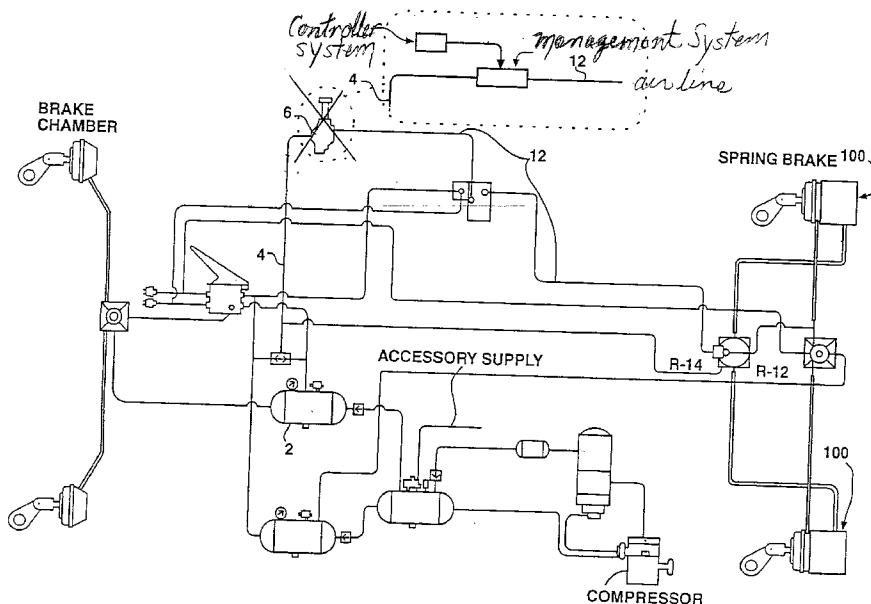 Controller system
management System
12
air line
4
BRAKE CHAMBER
6
12
SPRING BRAKE 100
4
ACCESSORY SUPPLY
R-14
R-12
2
100
COMPRESSOR